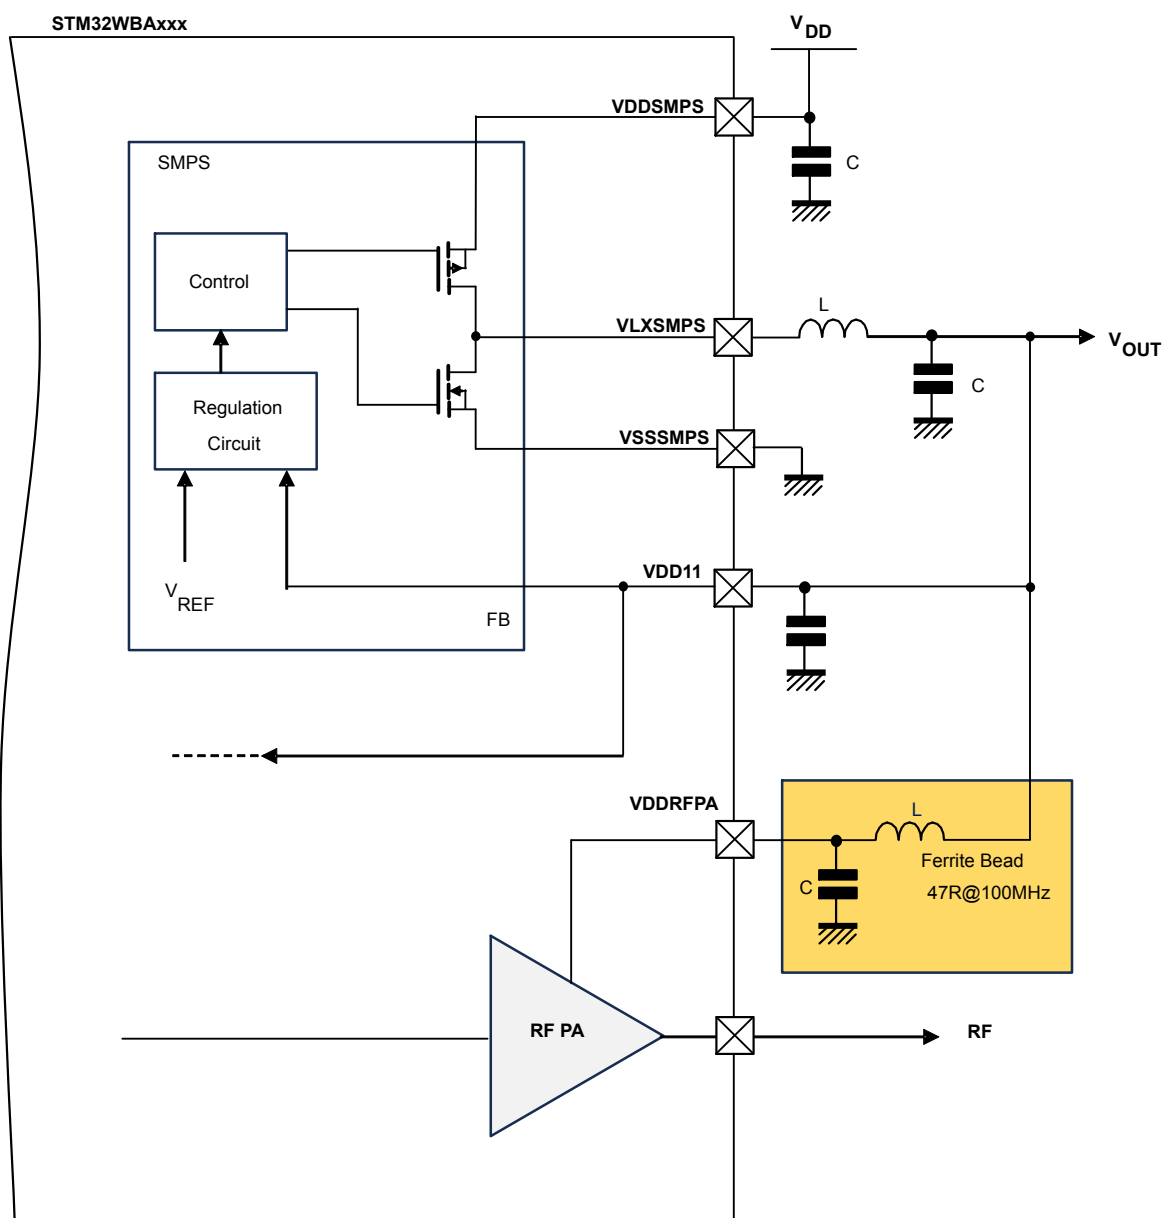 STM32WBAxxx
VDD
VDDSMPS
SMPS
C
Control
L
VLXSMPS
VOUT
C
Regulation
Circuit
VSSSMPS
VDD11
VREF
FB
VDDRFPA
L
Ferrite Bead
C
47R@100MHz
RF PA
RF